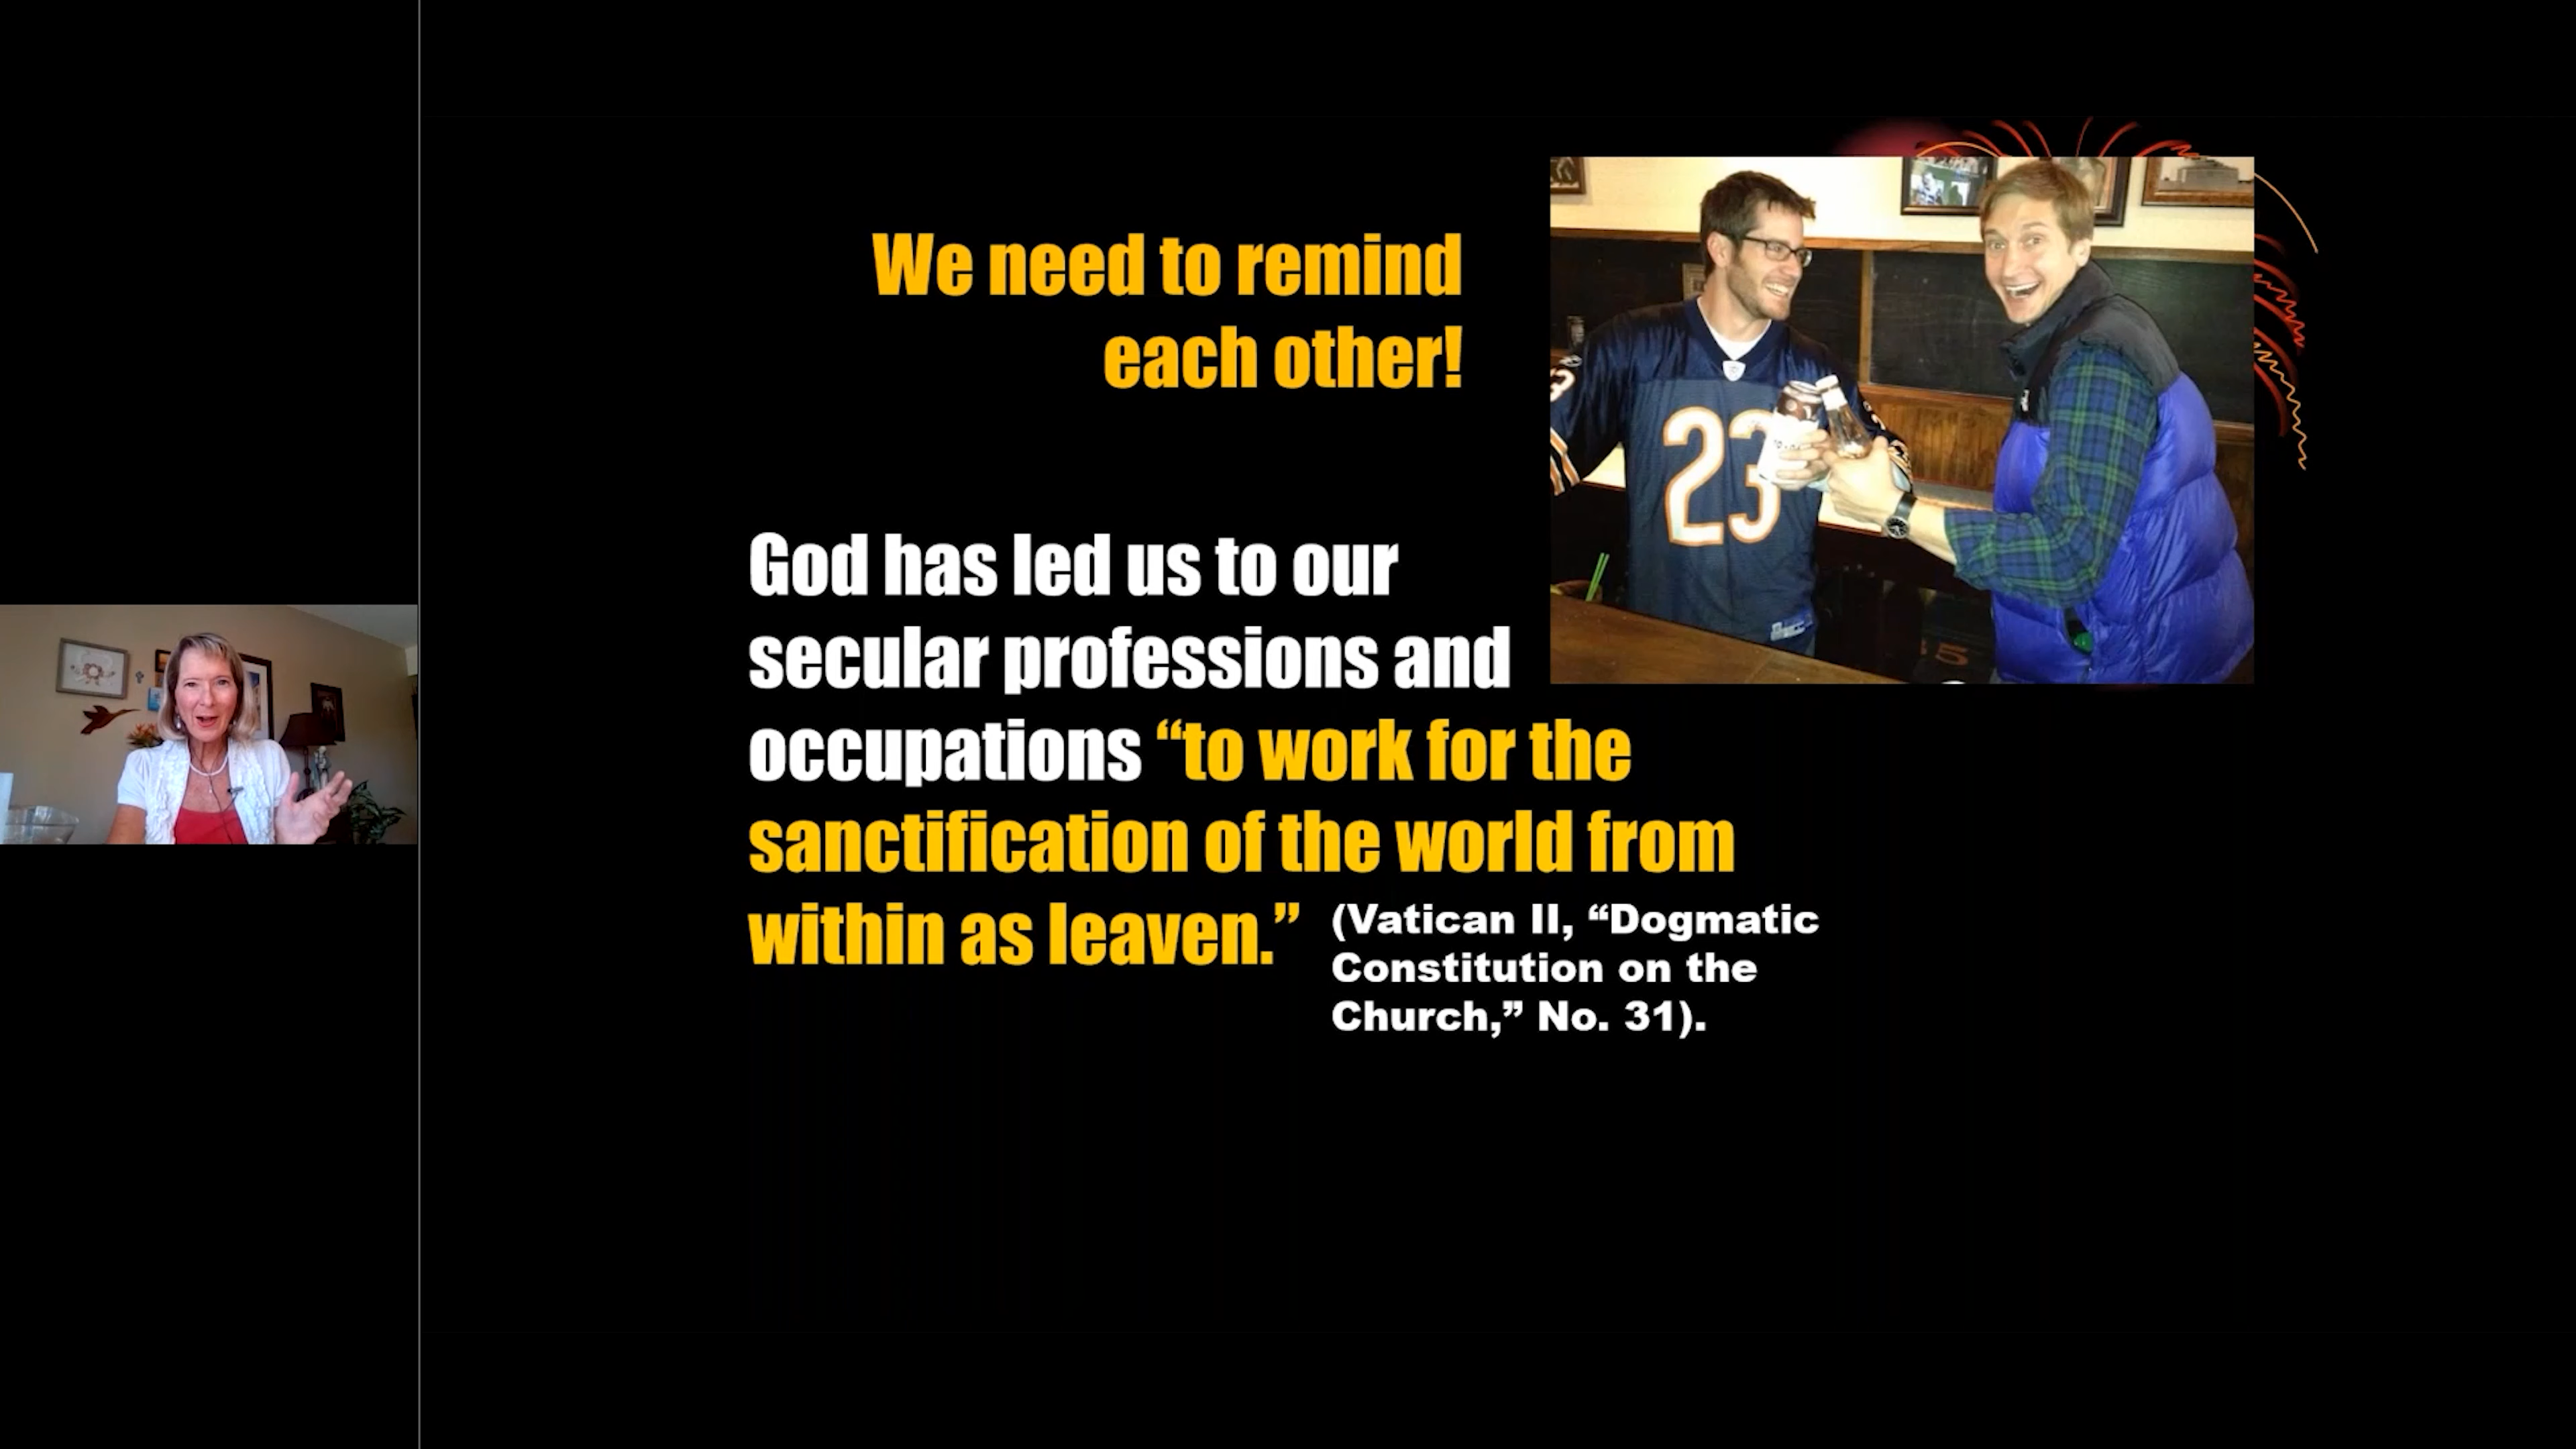 We need to remind
each other!
God has led us to our
secular professions and
occupations “to work for the
sanctification of the world from
within as leaven.”
(Vatican II, “Dogmatic
Constitution on the
Church,” No. 31).
23